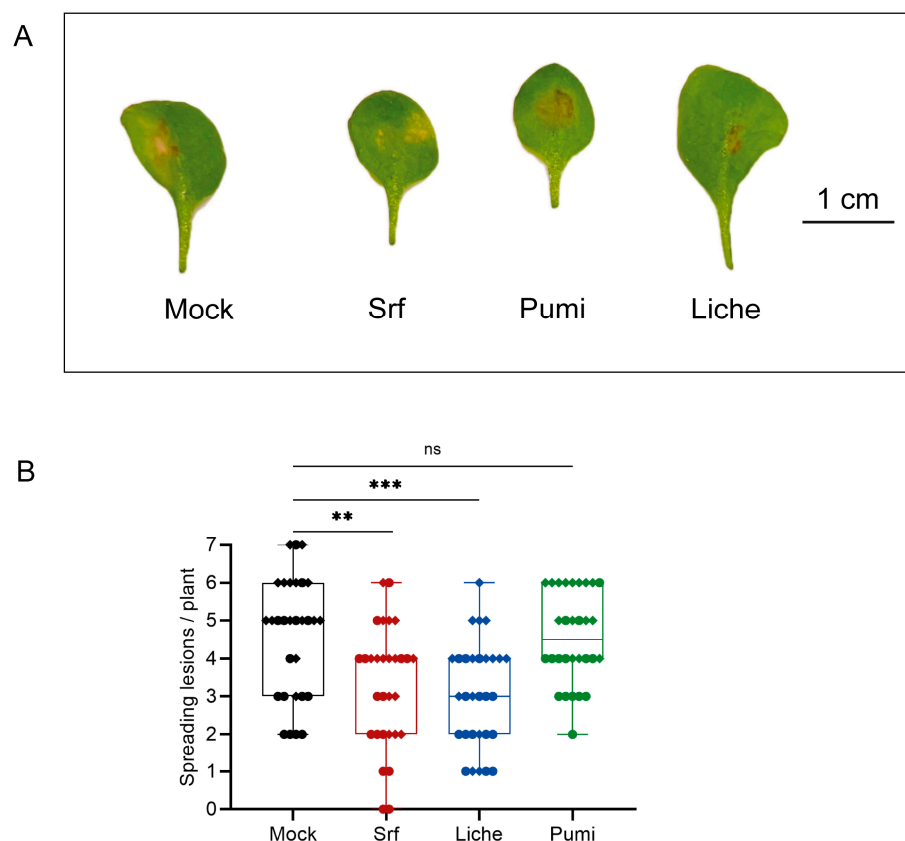 A
1 cm
Mock Srf Pumi Liche
B
ns
***
**
Spreading lesions / plant
7
6
5
4
3
2
1
0
Mock Srf Liche Pumi